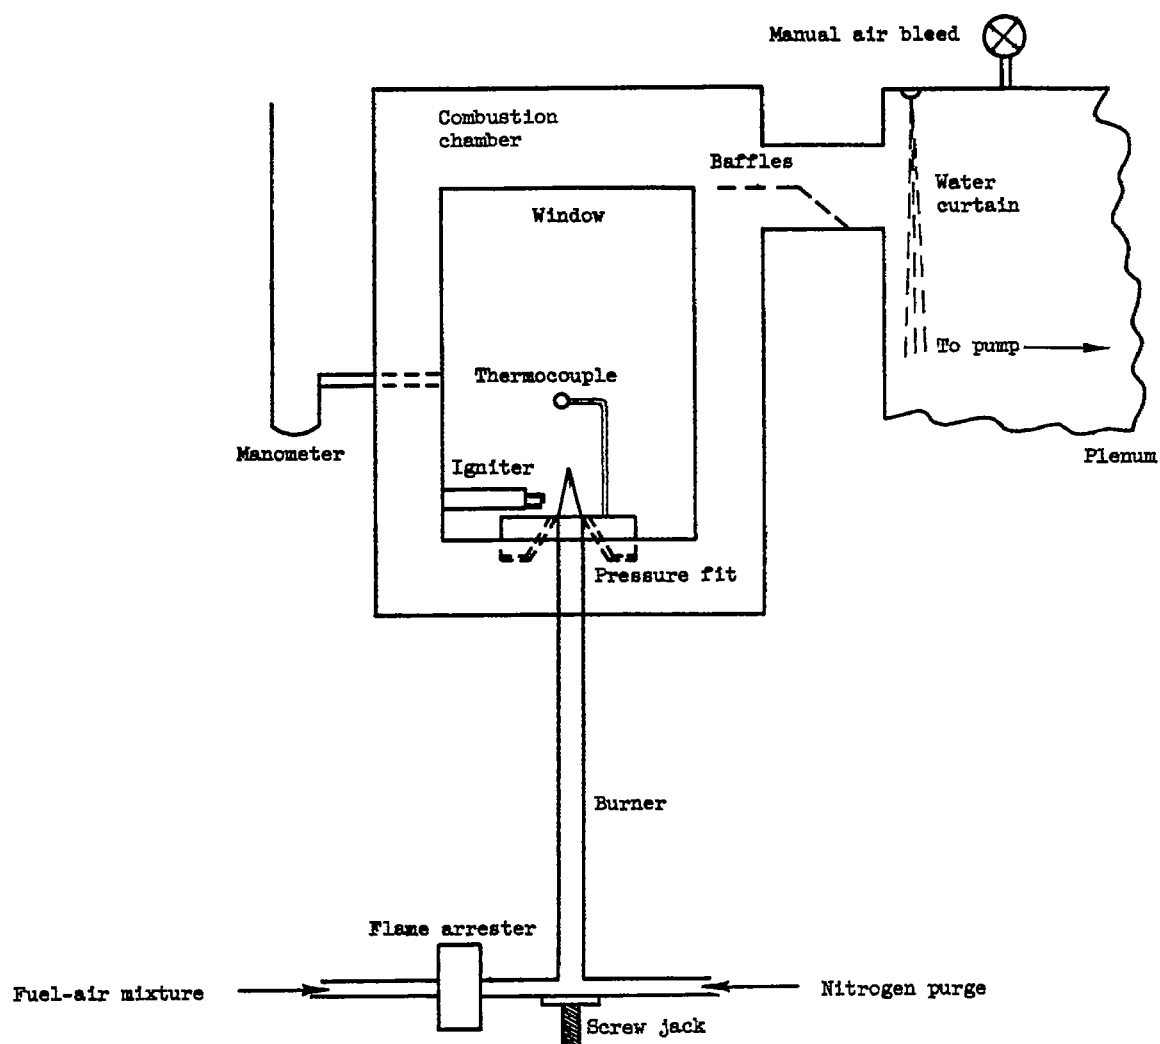 Manual air bleed
Combustion
chamber
Baffles
Water
curtain
Window
To pump
Thermocouple
Manometer
Plenum
Igniter
Pressure fit
Burner
Flame arrester
Fuel-air mixture
Nitrogen purge
Screw jack